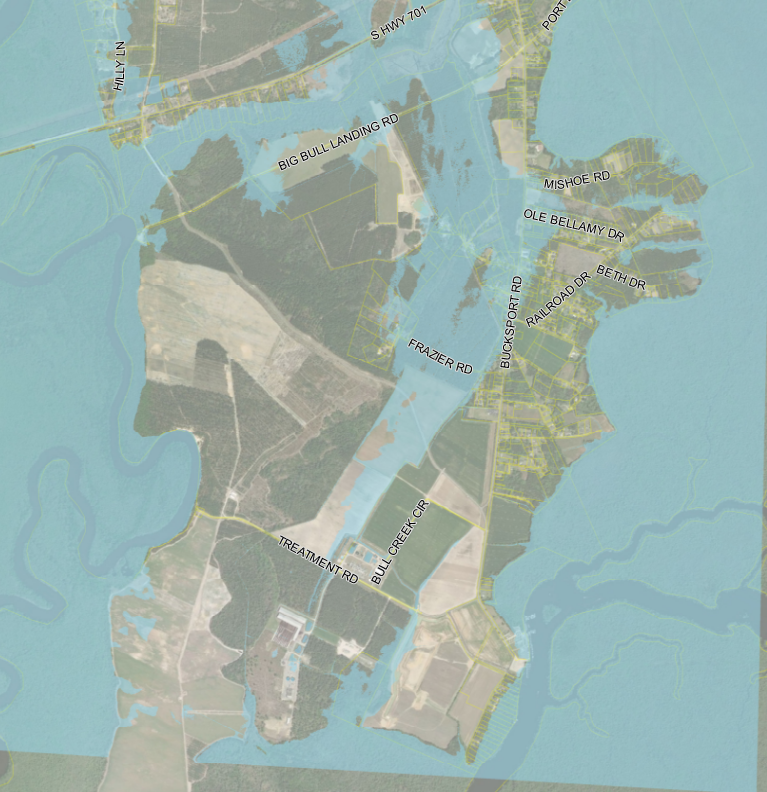 S HWY 701
PORT
HILLY LN
BIG BULL LANDING RD
MISHOE RD
OLE BELLAMY DR
BETH DR
RAILROAD DR
BUCKSPORT RD
FRAZIER RD
BULL CREEK CIR
TREATMENT RD